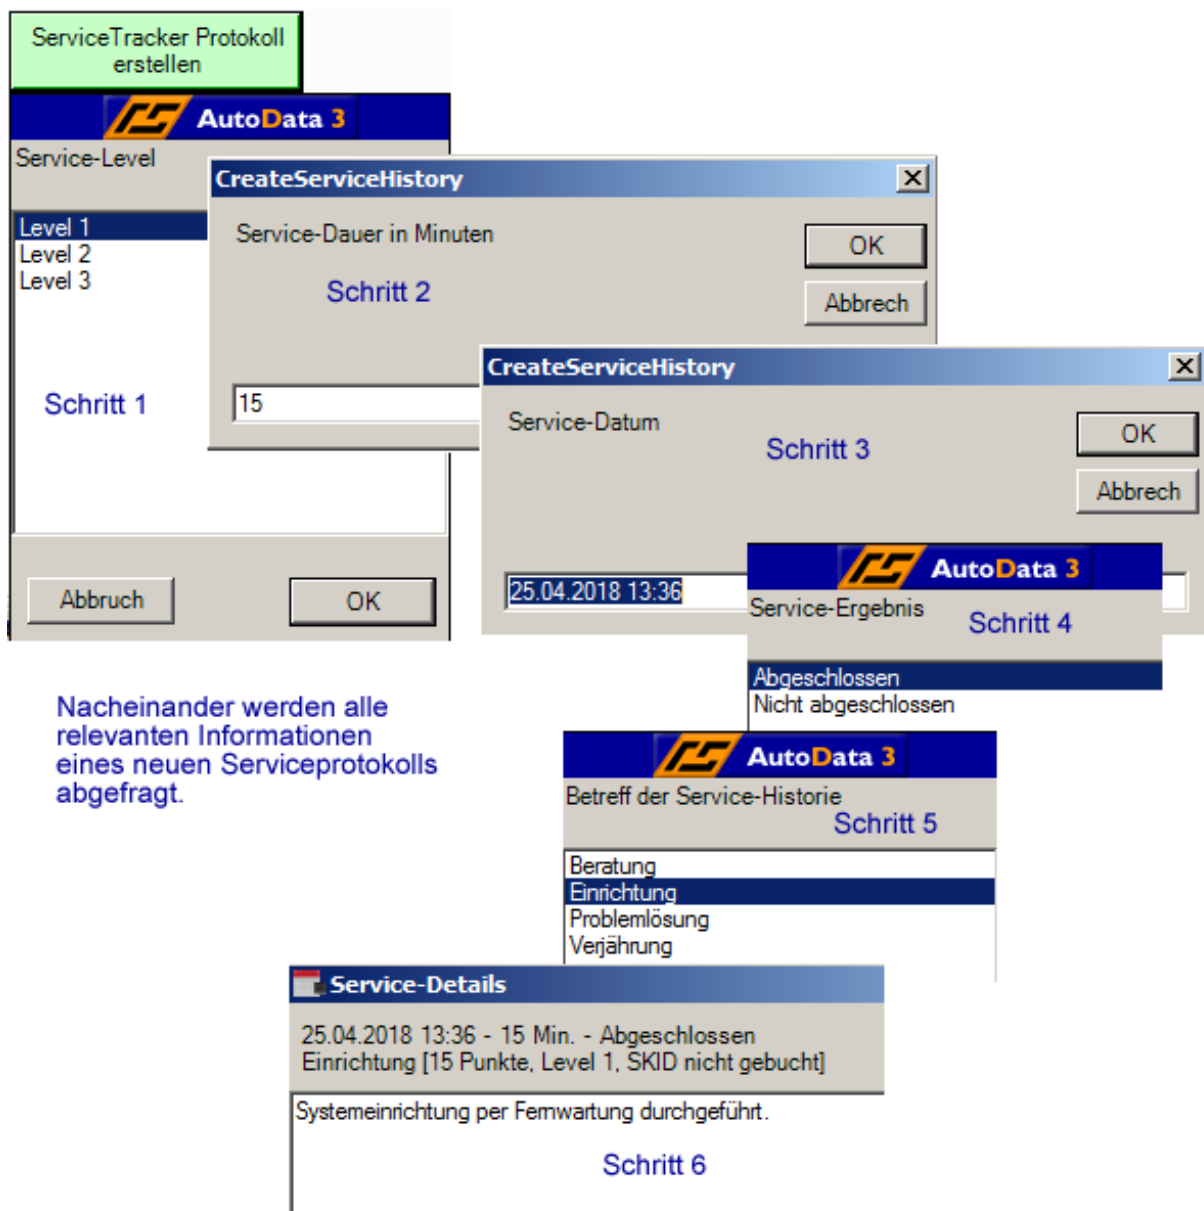 ServiceTracker Protokoll
erstellen
AutoData 3
Service-Level
Level 1
Level 2
Level 3
Schritt 1
Abbruch
OK
CreateServiceHistory
Service-Dauer in Minuten
OK
Schritt 2
Abbrech
15
CreateServiceHistory
Service-Datum
OK
Schritt 3
Abbrech
25.04.2018 13:36
AutoData 3
Service-Ergebnis
Schritt 4
Abgeschlossen
Nicht abgeschlossen
Nacheinander werden alle
relevanten Informationen
eines neuen Serviceprotokolls
abgefragt.
AutoData 3
Betreff der Service-Historie
Schritt 5
Beratung
Einrichtung
Problemlösung
Verjährung
Service-Details
25.04.2018 13:36 - 15 Min. - Abgeschlossen
Einrichtung [15 Punkte, Level 1, SKID nicht gebucht]
Systemeinrichtung per Fernwartung durchgeführt.
Schritt 6